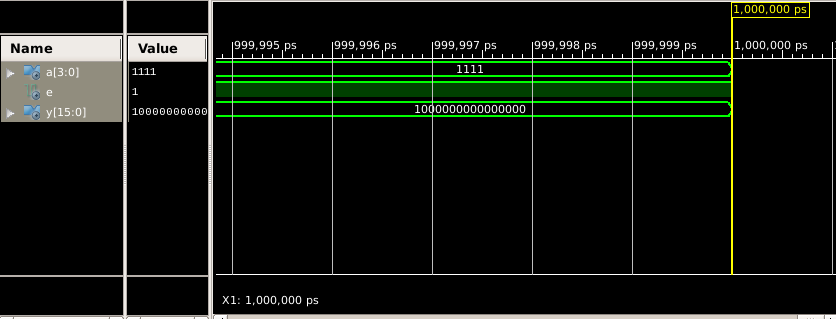 1,000,000 ps
Name Value 999,995 ps 999,996 ps 999,997 ps 999,998 ps 999,999 ps 1,000,000 ps
a[3:0] 1111 1111
e 1
y[15:0] 10000000000 1000000000000000
X1: 1,000,000 ps